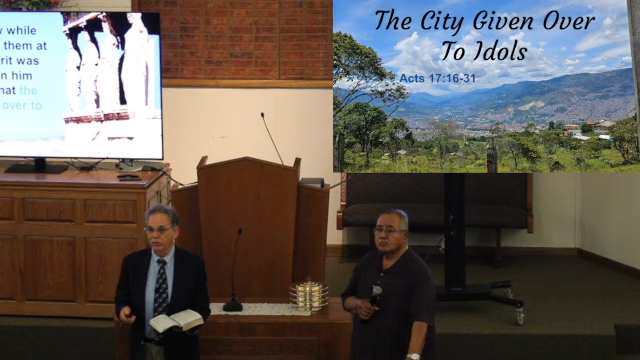 while
them at
rit was
n him
hat the
over to
The City Given Over
To Idols
Acts 17:16-31